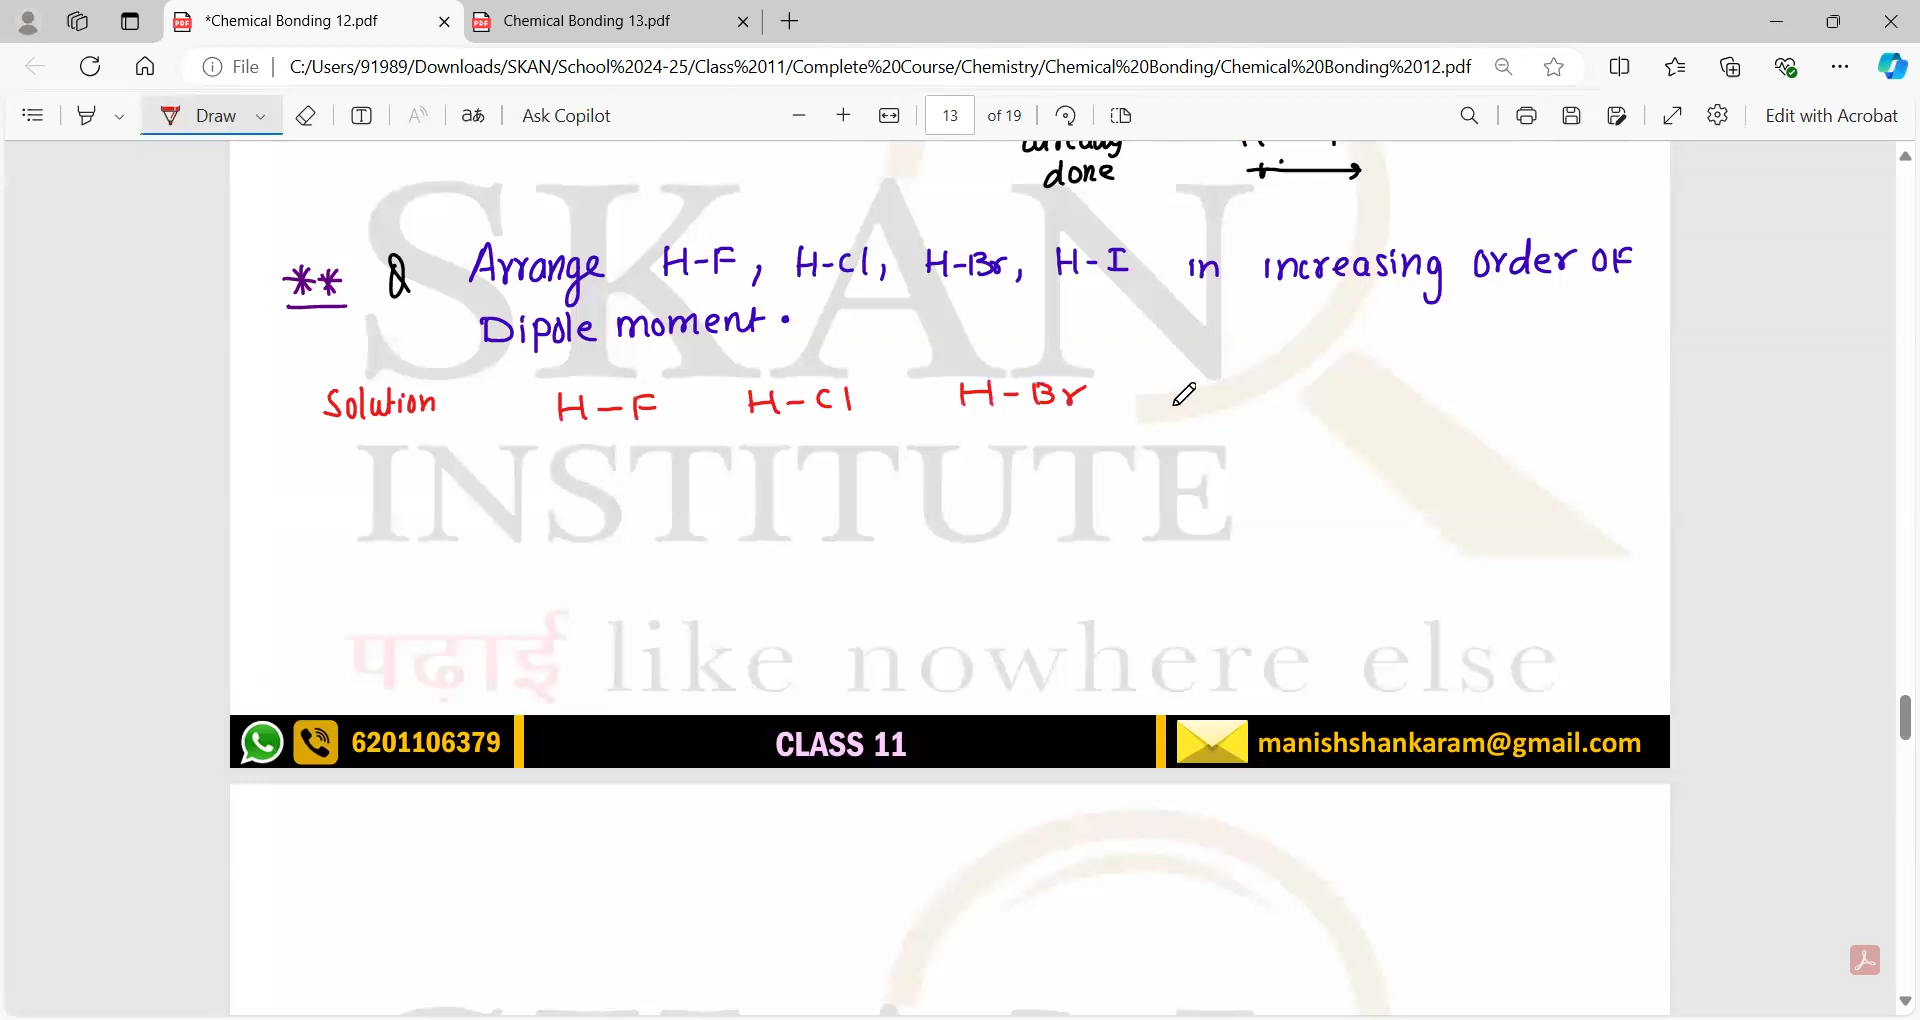 *Chemical Bonding 12.pdf
Chemical Bonding 13.pdf
File
C:/Users/91989/Downloads/SKAN/School%2024-25/Class%2011/Complete%20Course/Chemistry/Chemical%20Bonding/Chemical%20Bonding%2012.pdf
Draw
aあ
Ask Copilot
13 of 19
Edit with Acrobat
done
** Q Arrange H-F, H-Cl, H-Br, H-I in increasing order of
Dipole moment.
Solution H-F H-Cl H-Br
SKAN
INSTITUTE
पढ़ाई like nowhere else
6201106379
CLASS 11
manishshankaram@gmail.com